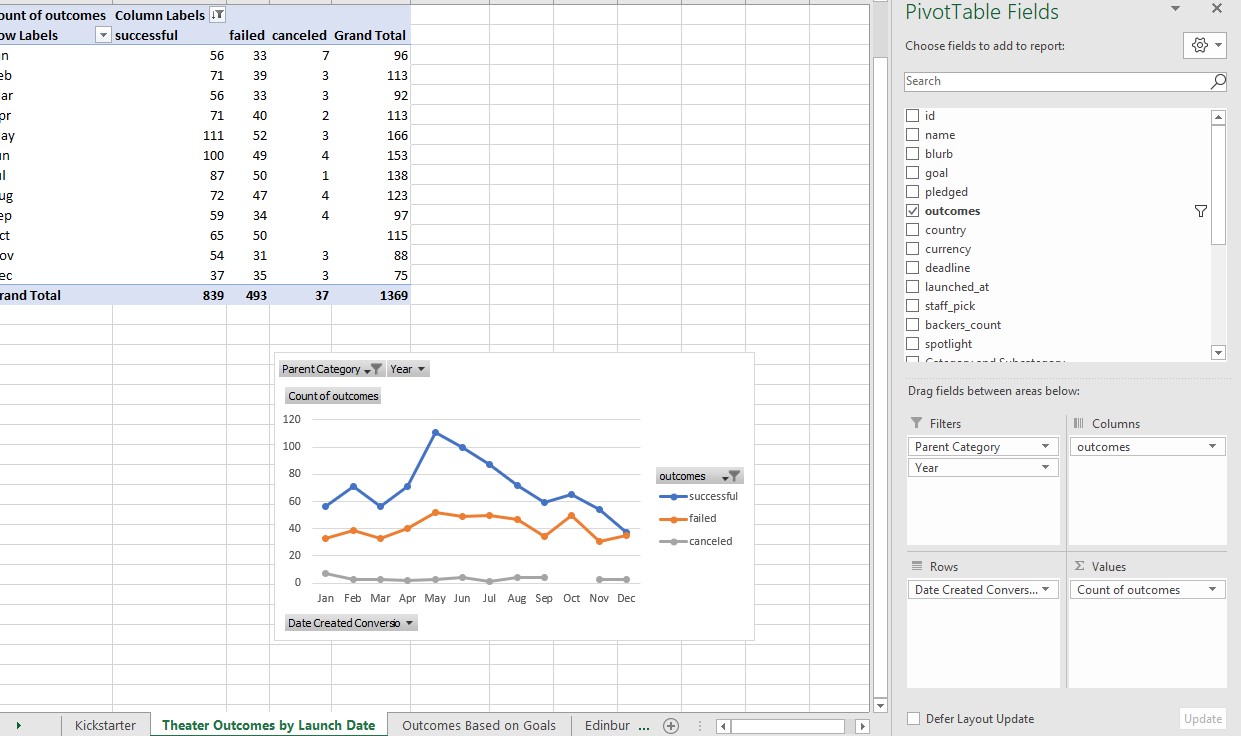 ount of outcomes Column Labels
ow Labels successful failed canceled Grand Total
n 56 33 7 96
eb 71 39 3 113
ar 56 33 3 92
pr 71 40 2 113
ay 111 52 3 166
n 100 49 4 153
l 87 50 1 138
ug 72 47 4 123
ep 59 34 4 97
ct 65 50 115
ov 54 31 3 88
ec 37 35 3 75
rand Total 839 493 37 1369
Parent Category Year
Count of outcomes
120
100
80
60
40
20
0
Jan Feb Mar Apr May Jun Jul Aug Sep Oct Nov Dec
outcomes
successful
failed
canceled
Date Created Conversio
Kickstarter Theater Outcomes by Launch Date Outcomes Based on Goals Edinbur ...
PivotTable Fields
Choose fields to add to report:
Search
id
name
blurb
goal
pledged
outcomes
country
currency
deadline
launched_at
staff_pick
backers_count
spotlight
Category and Subcategory
Drag fields between areas below:
Filters
Parent Category
Year
Columns
outcomes
Rows
Date Created Convers...
Σ Values
Count of outcomes
Defer Layout Update
Update